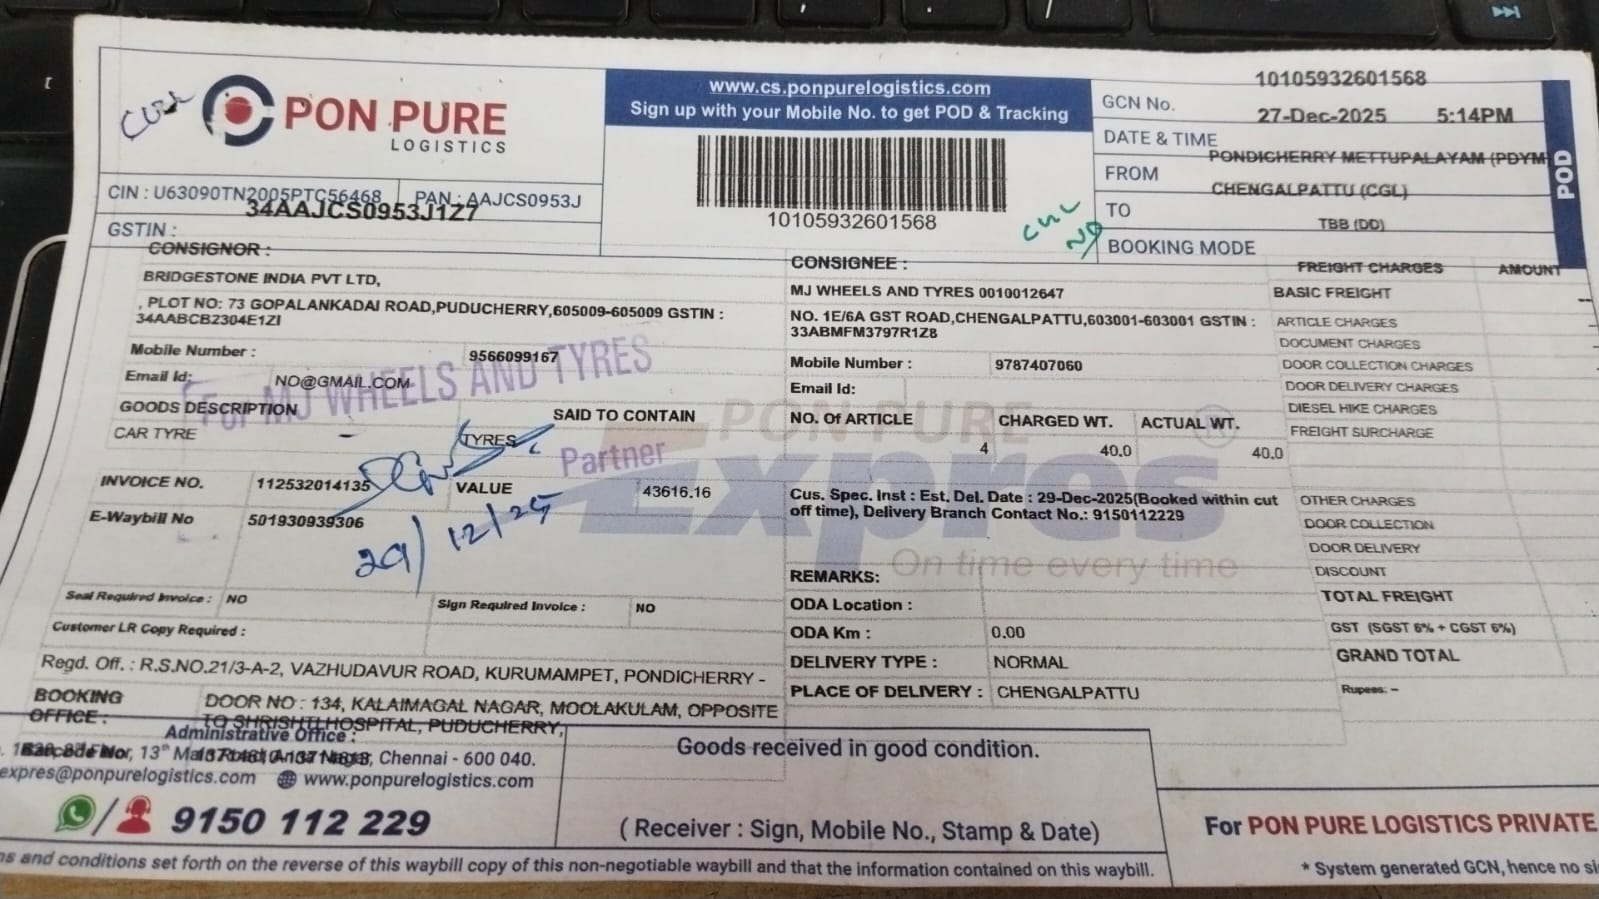 PON PURE
LOGISTICS
www.cs.ponpurelogistics.com
Sign up with your Mobile No. to get POD & Tracking
10105932601568
GCN No. 10105932601568
DATE & TIME 27-Dec-2025 5:14PM
FROM PONDICHERRY METTUPALAYAM (PDYM
TO CHENGALPATTU (CGL)
BOOKING MODE TBB (DD)
POD
CIN : U63090TN2005PTC56468 PAN : AAJCS0953J
GSTIN : 34AAJCS0953J1Z7
CONSIGNOR :
BRIDGESTONE INDIA PVT LTD,
, PLOT NO: 73 GOPALANKADAI ROAD,PUDUCHERRY,605009-605009 GSTIN :
34AABCB2304E1ZI
Mobile Number : 9566099167
Email Id: NO@GMAIL.COM
For MJ WHEELS AND TYRES
Partner
GOODS DESCRIPTION SAID TO CONTAIN
CAR TYRE TYRES
INVOICE NO. 112532014135 VALUE 43616.16
E-Waybill No 501930939306
29/12/25
Seal Required Invoice : NO Sign Required Invoice : NO
Customer LR Copy Required :
Regd. Off. : R.S.NO.21/3-A-2, VAZHUDAVUR ROAD, KURUMAMPET, PONDICHERRY -
BOOKING OFFICE : DOOR NO : 134, KALAIMAGAL NAGAR, MOOLAKULAM, OPPOSITE
TO SHRISHTI HOSPITAL, PUDUCHERRY,
CONSIGNEE :
MJ WHEELS AND TYRES 0010012647
NO. 1E/6A GST ROAD,CHENGALPATTU,603001-603001 GSTIN :
33ABMFM3797R1Z8
Mobile Number : 9787407060
Email Id:
NO. Of ARTICLE CHARGED WT. ACTUAL WT.
4 40.0 40.0
PON PURE
Expres
On time every time
Cus. Spec. Inst : Est. Del. Date : 29-Dec-2025(Booked within cut
off time), Delivery Branch Contact No.: 9150112229
REMARKS:
ODA Location :
ODA Km : 0.00
DELIVERY TYPE : NORMAL
PLACE OF DELIVERY : CHENGALPATTU
FREIGHT CHARGES AMOUNT
BASIC FREIGHT --
ARTICLE CHARGES
DOCUMENT CHARGES
DOOR COLLECTION CHARGES
DOOR DELIVERY CHARGES
DIESEL HIKE CHARGES
FREIGHT SURCHARGE
OTHER CHARGES
DOOR COLLECTION
DOOR DELIVERY
DISCOUNT
TOTAL FREIGHT
GST (SGST 6% + CGST 6%)
GRAND TOTAL
Rupees: -
Administrative Office :
13th Main Road, Anna Nagar, Chennai - 600 040.
expres@ponpurelogistics.com www.ponpurelogistics.com
9150 112 229
Goods received in good condition.
( Receiver : Sign, Mobile No., Stamp & Date)
For PON PURE LOGISTICS PRIVATE
* System generated GCN, hence no
and conditions set forth on the reverse of this waybill copy of this non-negotiable waybill and that the information contained on this waybill.